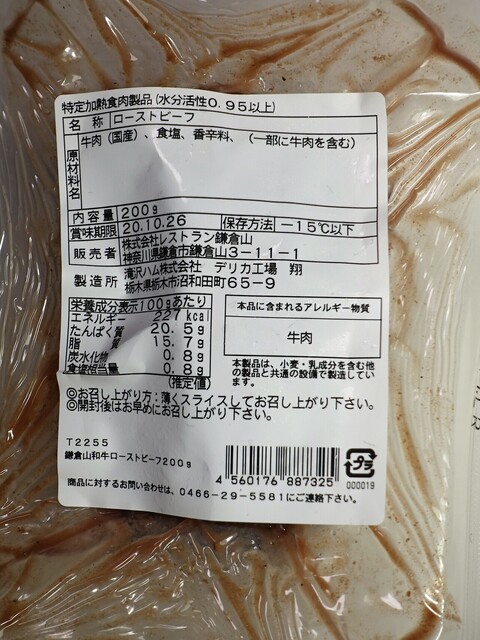 特定加熱食肉製品(水分活性0.95以上)
名称 ローストビーフ
原材料名 牛肉(国産)、食塩、香辛料、(一部に牛肉を含む)
内容量 200g
賞味期限 20.10.26 保存方法 −15℃以下
販売者 株式会社レストラン鎌倉山
神奈川県鎌倉市鎌倉山3−11−1
製造所 滝沢ハム株式会社 デリカ工場 翔
栃木県栃木市沼和田町65−9
栄養成分表示100gあたり
エネルギー 227kcal
たんぱく質 20.5g
脂質 15.7g
炭水化物 0.8g
食塩相当量 0.8g
(推定値)
本品に含まれるアレルギー物質
牛肉
本製品は、小麦・乳成分を含む他
の製品と共通の設備で製造してい
ます。
◎お召し上がり方:薄くスライスしてお召し上がり下さい。
◎開封後はお早めにお召し上がり下さい。
T2255
鎌倉山和牛ローストビーフ200g
4 560176 887325
プラ
000019
商品に対するお問い合わせは、0466-29-5581にご連絡下さい。